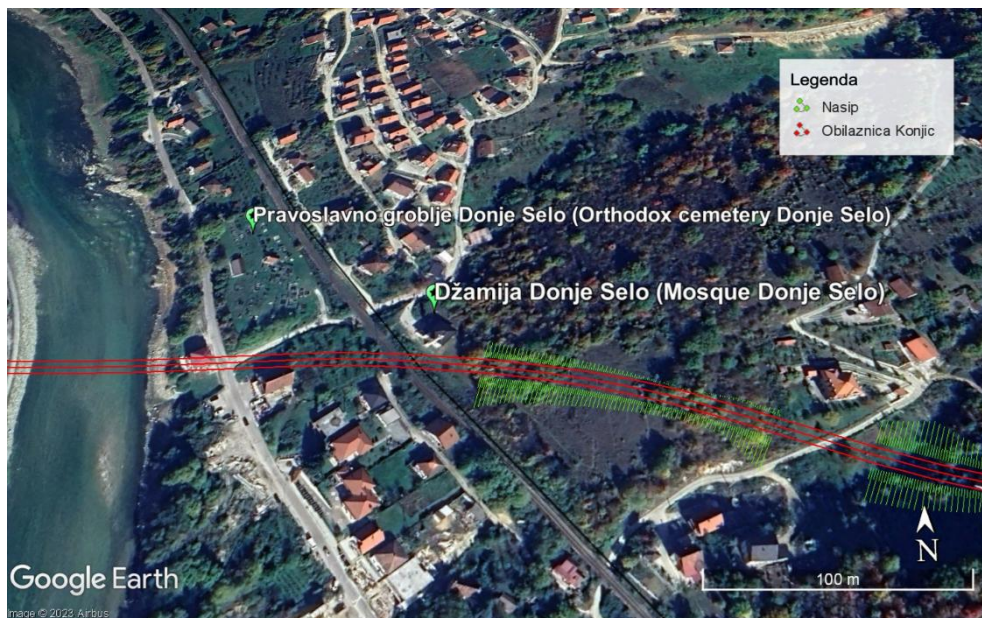 Legenda
Nasip
Obilaznica Konjic
Pravoslavno groblje Donje Selo (Orthodox cemetery Donje Selo)
Džamija Donje Selo (Mosque Donje Selo)
N
100 m
Google Earth
Image © 2023 Airbus